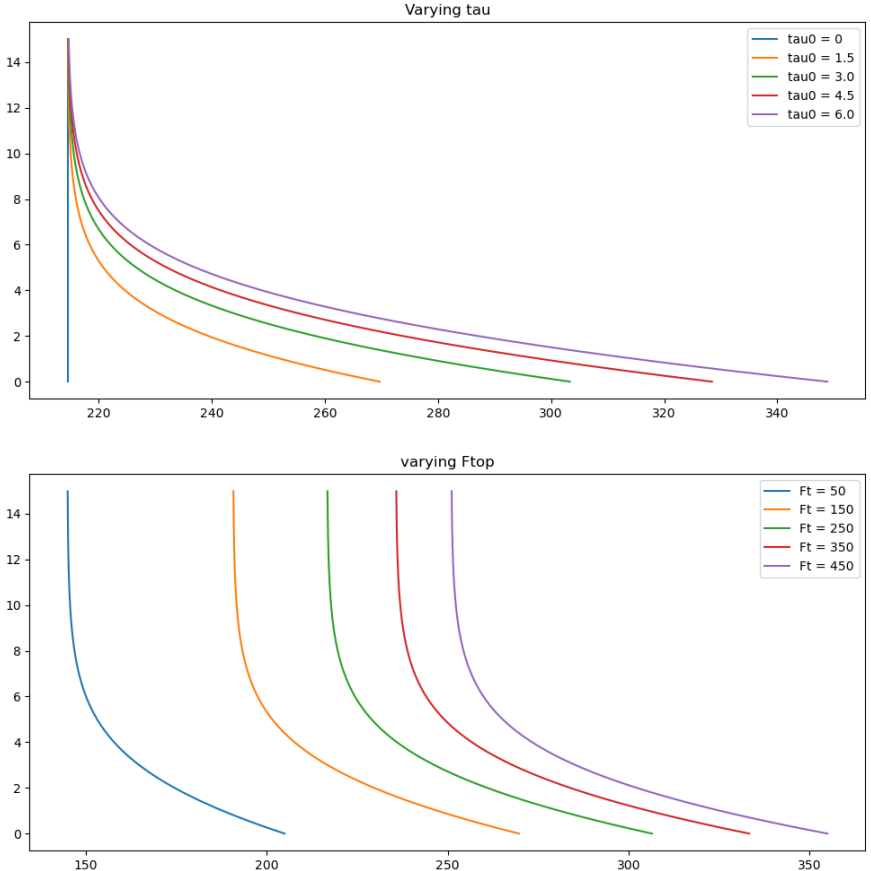 Varying tau
14
12
10
8
6
4
2
0
220
240
260
280
300
320
340
tau0 = 0
tau0 = 1.5
tau0 = 3.0
tau0 = 4.5
tau0 = 6.0
varying Ftop
14
12
10
8
6
4
2
0
150
200
250
300
350
Ft = 50
Ft = 150
Ft = 250
Ft = 350
Ft = 450